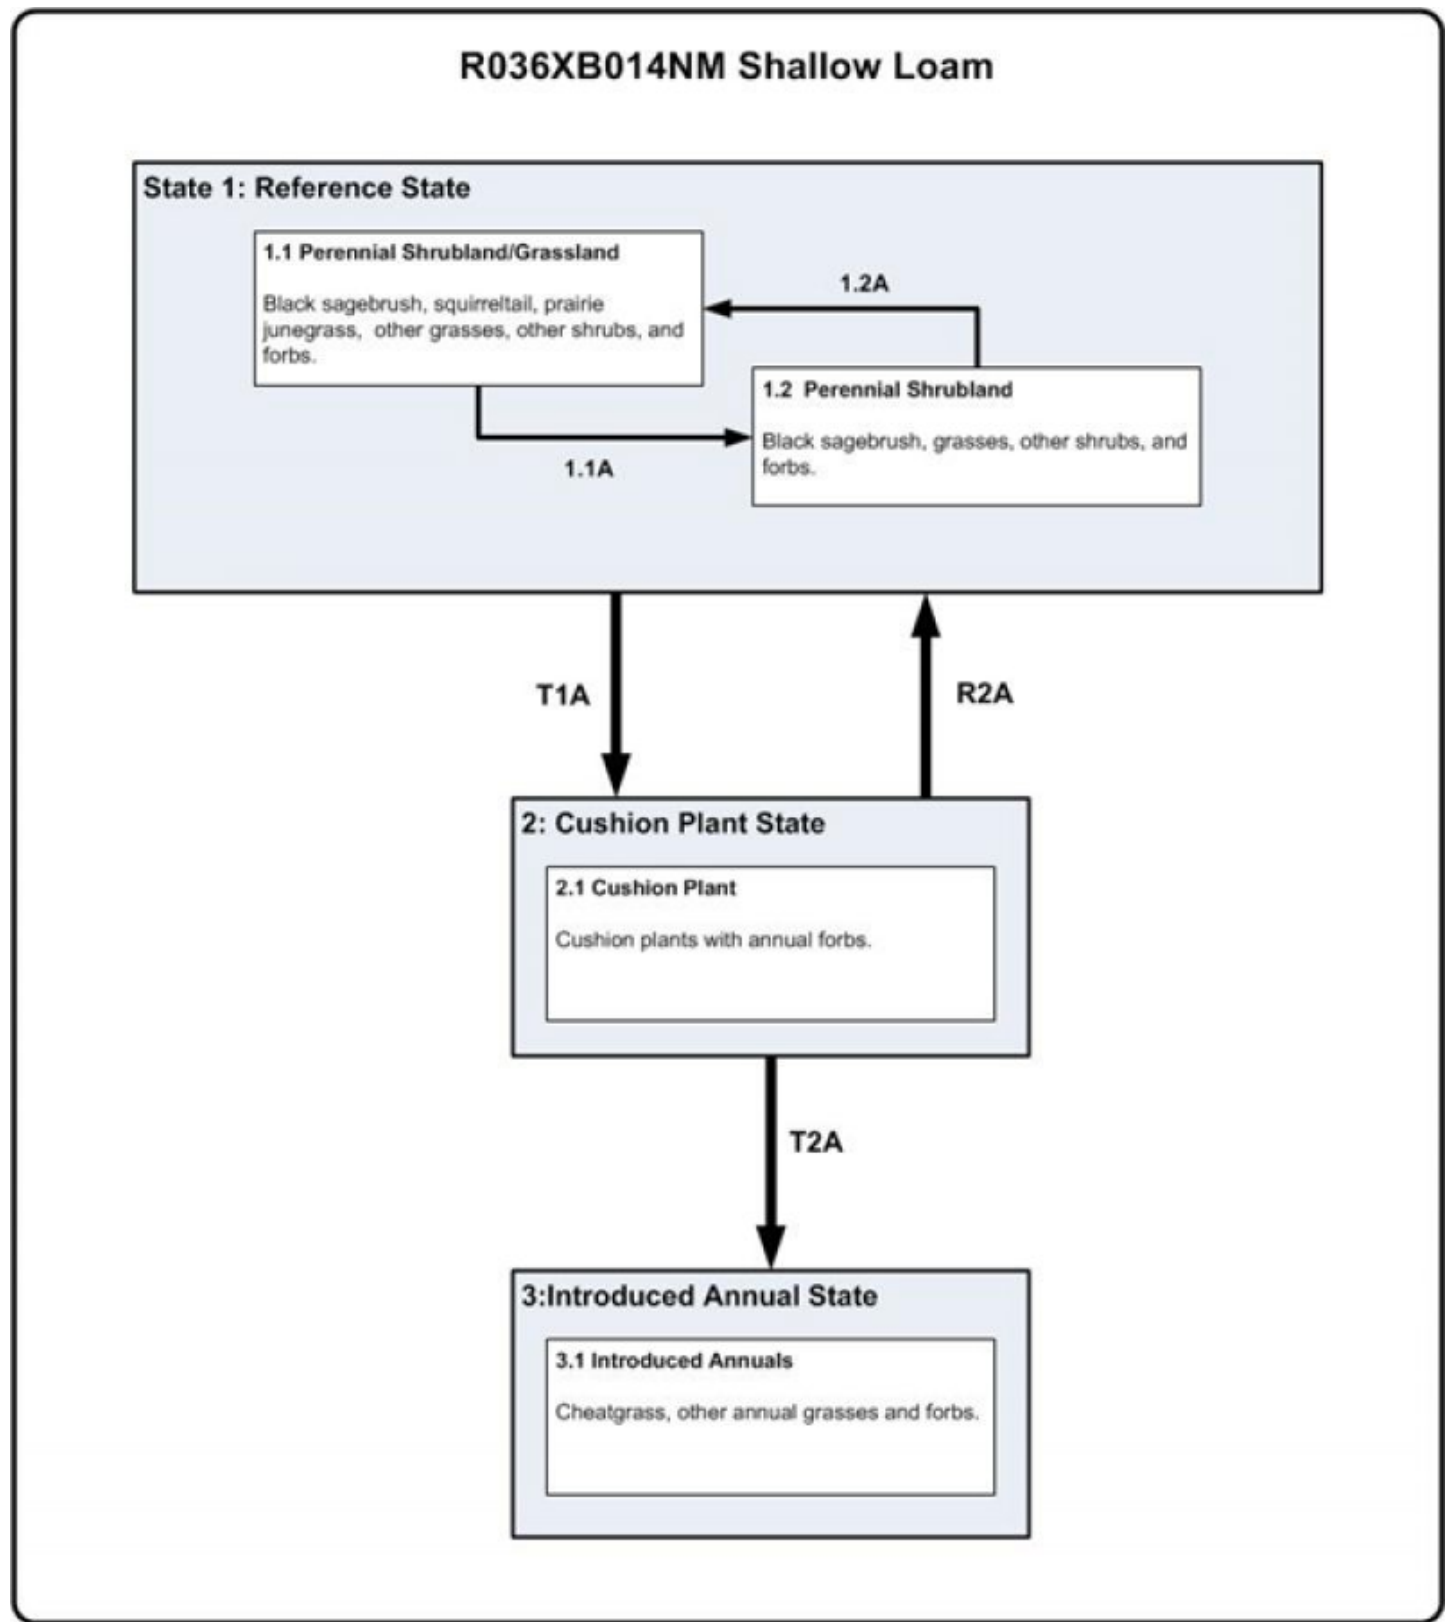 R036XB014NM Shallow Loam
State 1: Reference State
1.1 Perennial Shrubland/Grassland
Black sagebrush, squirreltail, prairie
junegrass,  other grasses, other shrubs, and
forbs.
1.2A
1.2  Perennial Shrubland
Black sagebrush, grasses, other shrubs, and
forbs.
1.1A
T1A
R2A
2: Cushion Plant State
2.1 Cushion Plant
Cushion plants with annual forbs.
T2A
3:Introduced Annual State
3.1 Introduced Annuals
Cheatgrass, other annual grasses and forbs.